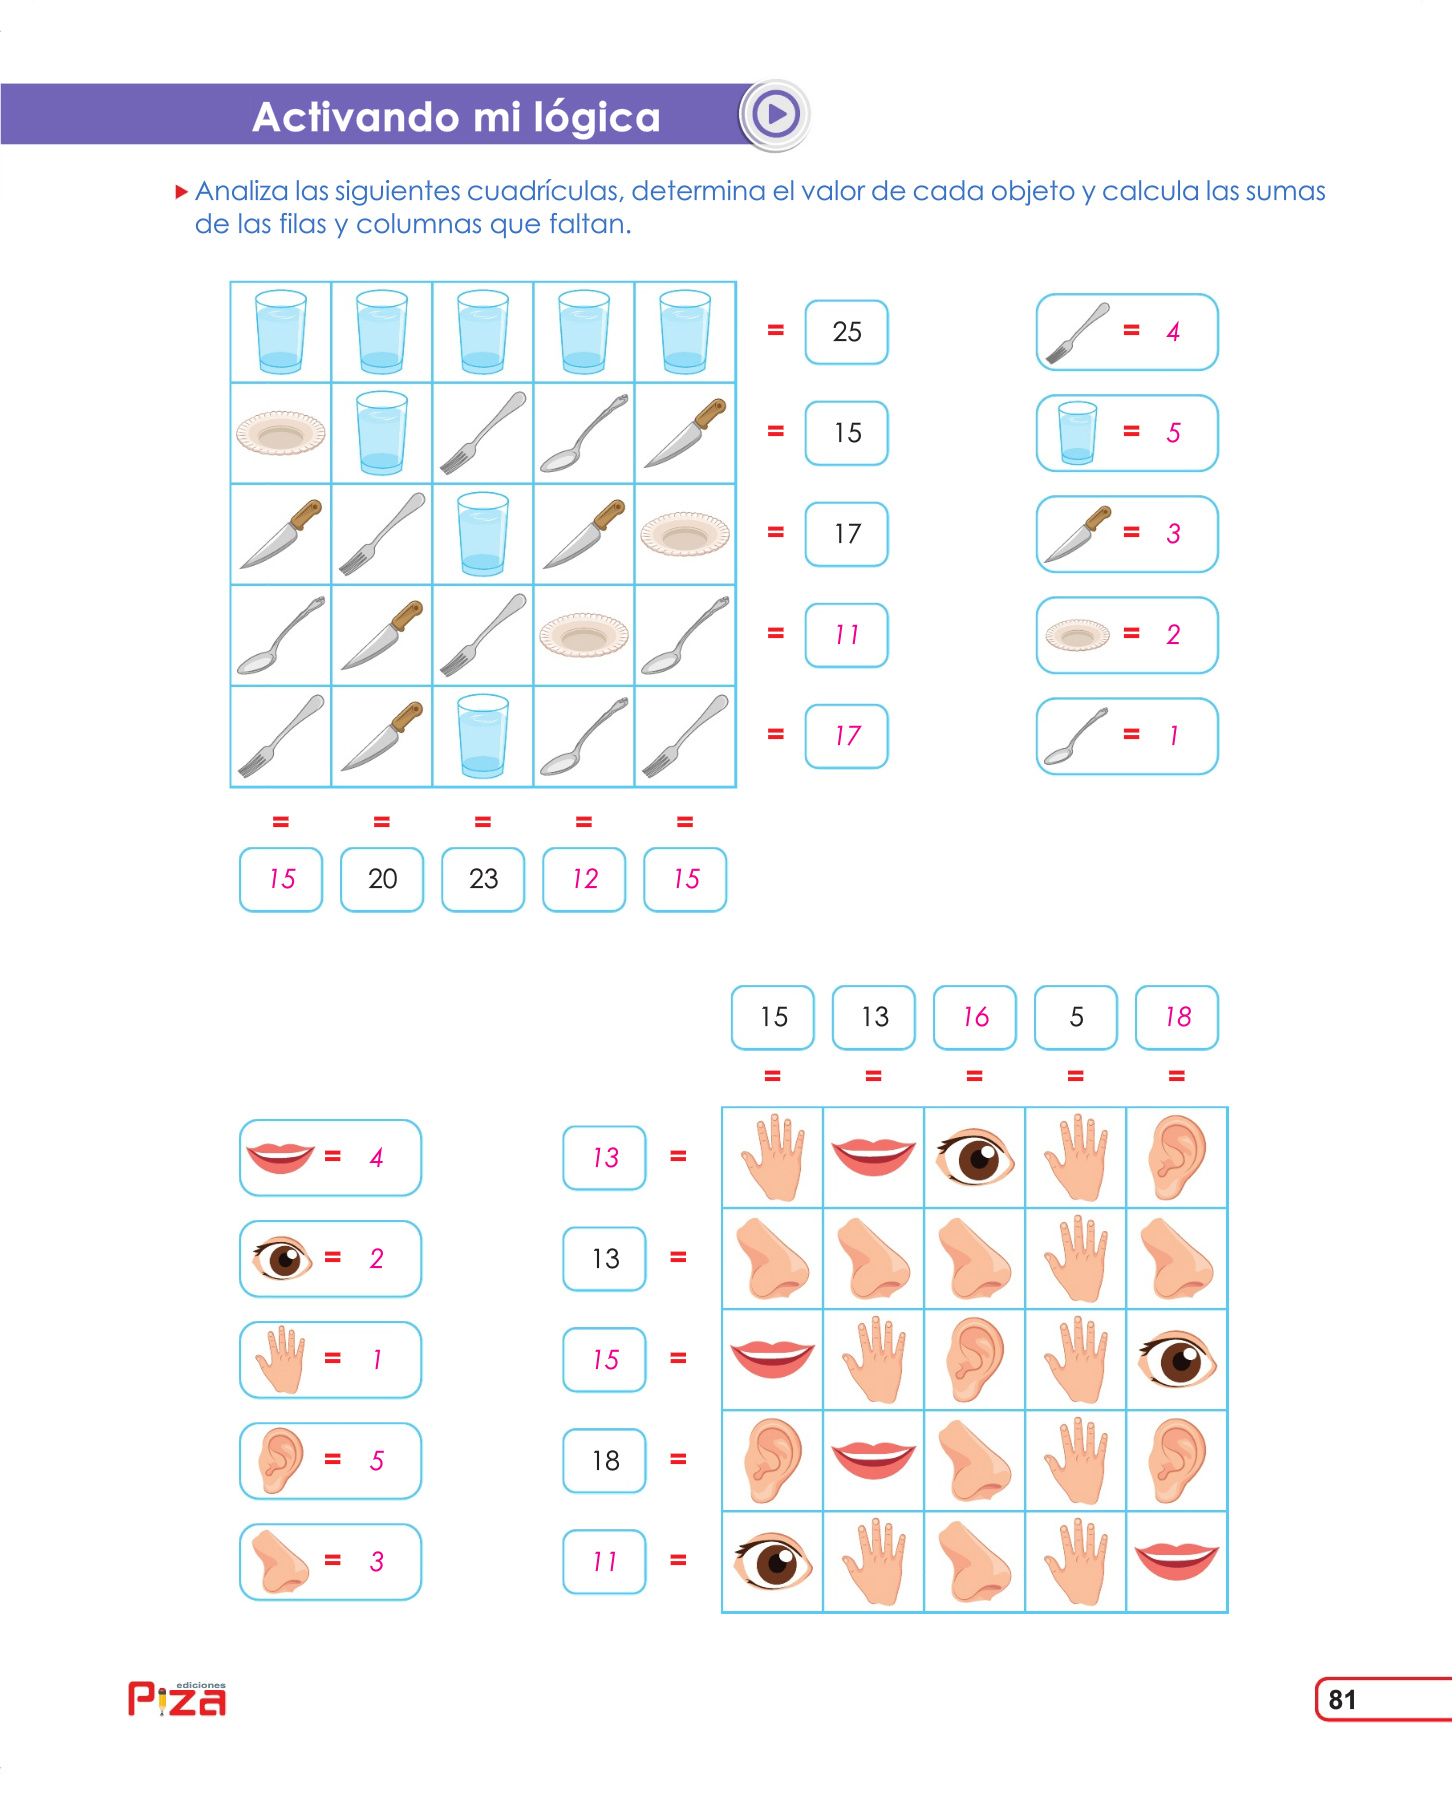 Activando mi lógica
Analiza las siguientes cuadrículas, determina el valor de cada objeto y calcula las sumas
de las filas y columnas que faltan.
= 25
= 4
= 15
= 5
= 17
= 3
= 11
= 2
= 17
= 1
= = = = =
15 20 23 12 15
15 13 16 5 18
= = = = =
= 4
13 =
= 2
13 =
= 1
15 =
= 5
18 =
= 3
11 =
ediciones
Piza
81